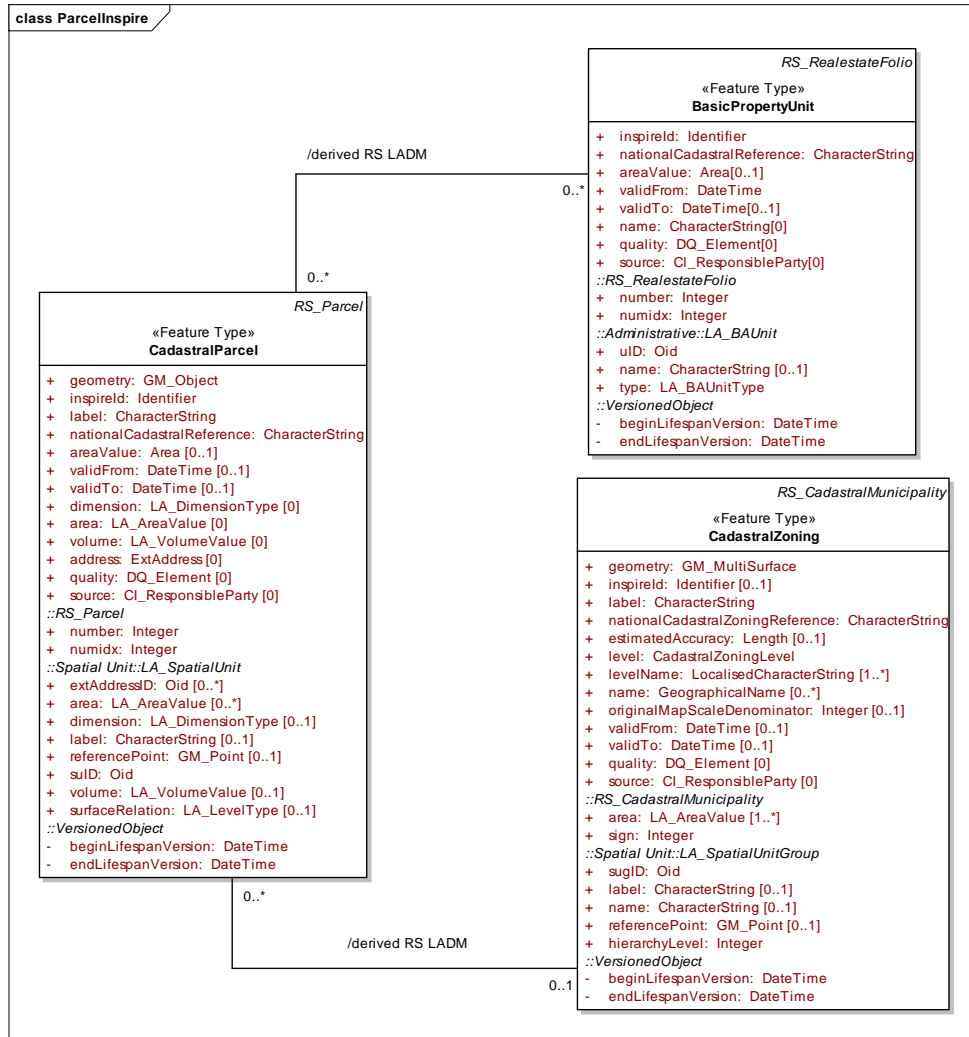 class ParcelInspire
RS_RealestateFolio
«Feature Type»
BasicPropertyUnit
+ inspireId: Identifier
+ nationalCadastralReference: CharacterString
+ areaValue: Area[0..1]
+ validFrom: DateTime
+ validTo: DateTime[0..1]
+ name: CharacterString[0]
+ quality: DQ_Element[0]
+ source: CI_ResponsibleParty[0]
::RS_RealestateFolio
+ number: Integer
+ numidx: Integer
::Administrative::LA_BAUnit
+ uID: Oid
+ name: CharacterString [0..1]
+ type: LA_BAUnitType
::VersionedObject
- beginLifespanVersion: DateTime
- endLifespanVersion: DateTime
/derived RS LADM
0..*
0..*
RS_Parcel
«Feature Type»
CadastralParcel
+ geometry: GM_Object
+ inspireId: Identifier
+ label: CharacterString
+ nationalCadastralReference: CharacterString
+ areaValue: Area [0..1]
+ validFrom: DateTime [0..1]
+ validTo: DateTime [0..1]
+ dimension: LA_DimensionType [0]
+ area: LA_AreaValue [0]
+ volume: LA_VolumeValue [0]
+ address: ExtAddress [0]
+ quality: DQ_Element [0]
+ source: CI_ResponsibleParty [0]
::RS_Parcel
+ number: Integer
+ numidx: Integer
::Spatial Unit::LA_SpatialUnit
+ extAddressID: Oid [0..*]
+ area: LA_AreaValue [0..*]
+ dimension: LA_DimensionType [0..1]
+ label: CharacterString [0..1]
+ referencePoint: GM_Point [0..1]
+ suID: Oid
+ volume: LA_VolumeValue [0..1]
+ surfaceRelation: LA_LevelType [0..1]
::VersionedObject
- beginLifespanVersion: DateTime
- endLifespanVersion: DateTime
RS_CadastralMunicipality
«Feature Type»
CadastralZoning
+ geometry: GM_MultiSurface
+ inspireId: Identifier [0..1]
+ label: CharacterString
+ nationalCadastralZoningReference: CharacterString
+ estimatedAccuracy: Length [0..1]
+ level: CadastralZoningLevel
+ levelName: LocalisedCharacterString [1..*]
+ name: GeographicalName [0..*]
+ originalMapScaleDenominator: Integer [0..1]
+ validFrom: DateTime [0..1]
+ validTo: DateTime [0..1]
+ quality: DQ_Element [0]
+ source: CI_ResponsibleParty [0]
::RS_CadastralMunicipality
+ area: LA_AreaValue [1..*]
+ sign: Integer
::Spatial Unit::LA_SpatialUnitGroup
+ sugID: Oid
+ label: CharacterString [0..1]
+ name: CharacterString [0..1]
+ referencePoint: GM_Point [0..1]
+ hierarchyLevel: Integer
::VersionedObject
- beginLifespanVersion: DateTime
- endLifespanVersion: DateTime
0..*
/derived RS LADM
0..1